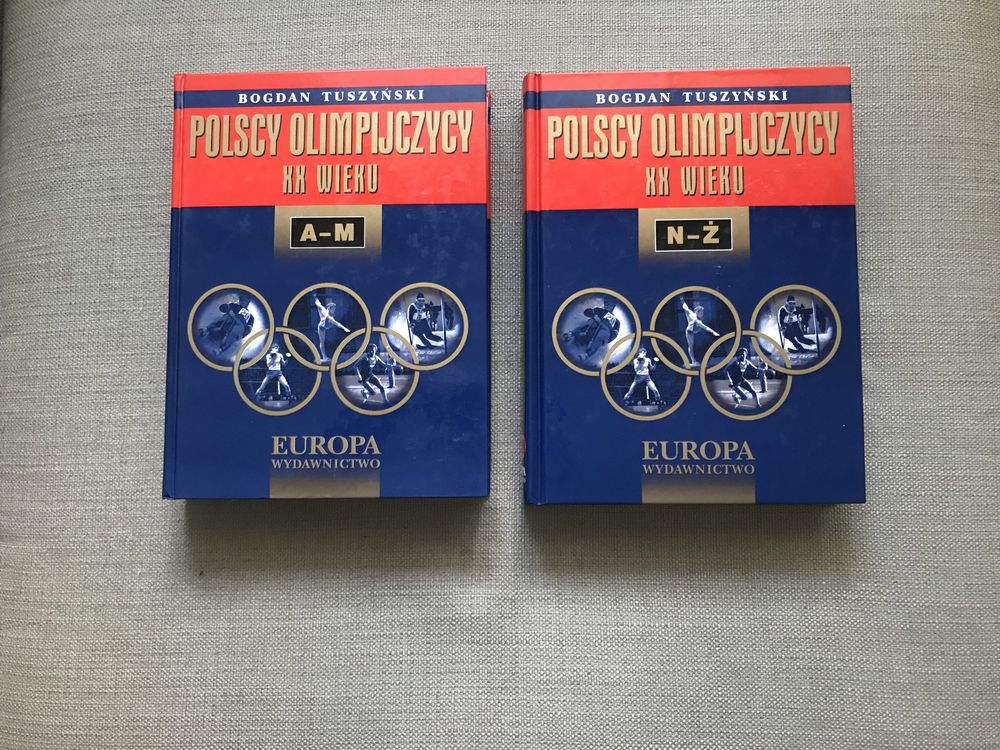 BOGDAN TUSZYŃSKI
POLSCY OLIMPIJCZYCY
XX WIEKU
A–M
EUROPA
WYDAWNICTWO
BOGDAN TUSZYŃSKI
POLSCY OLIMPIJCZYCY
XX WIEKU
N–Ż
EUROPA
WYDAWNICTWO